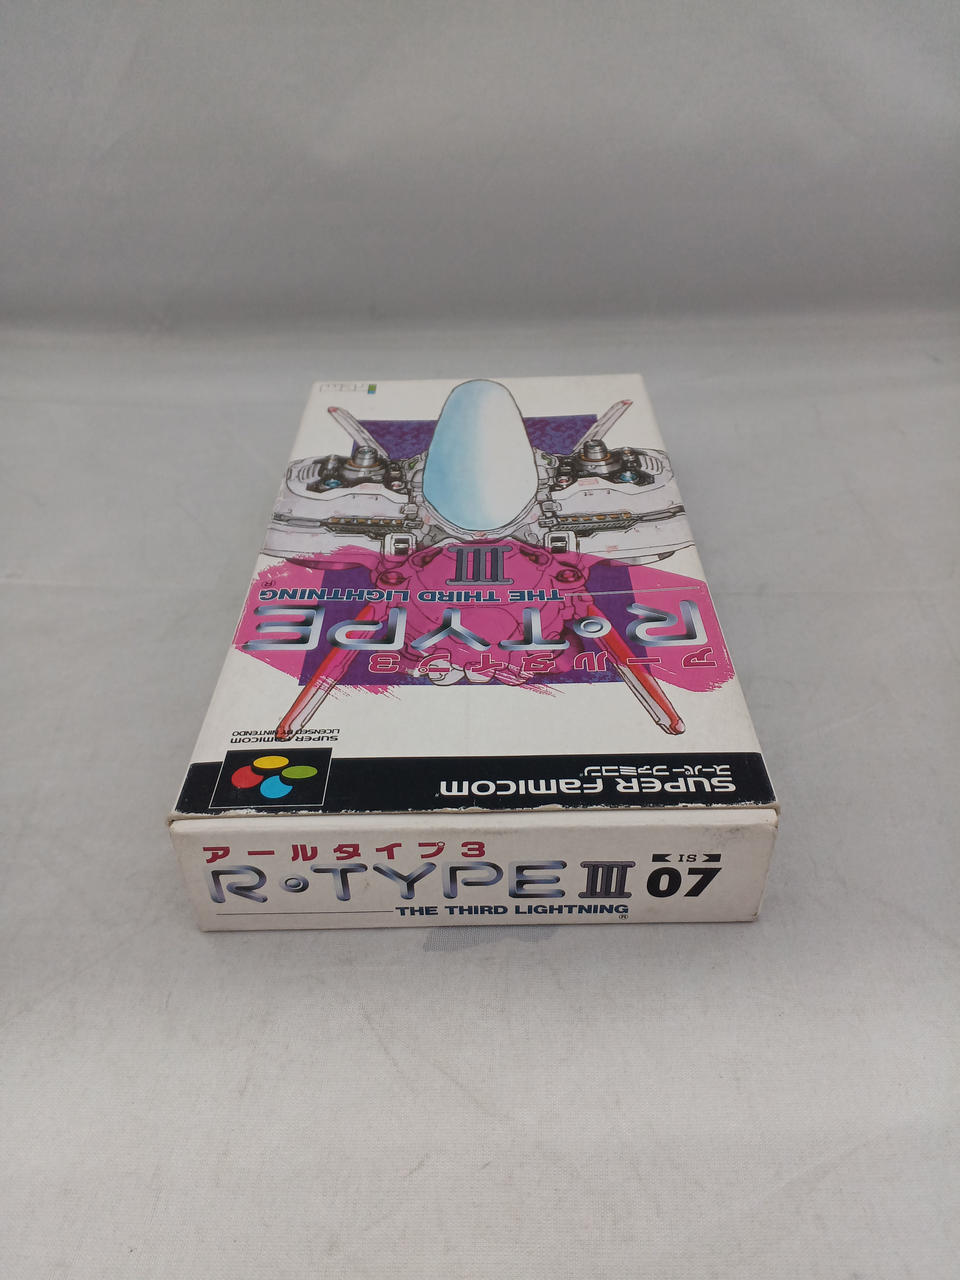 SUPER FAMICOM
スーパーファミコン
SUPER FAMICOM
LICENSED BY NINTENDO
アールタイプ3
R・TYPE
THE THIRD LIGHTNING®
III
アールタイプ3
R・TYPE III
THE THIRD LIGHTNING®
IS
07